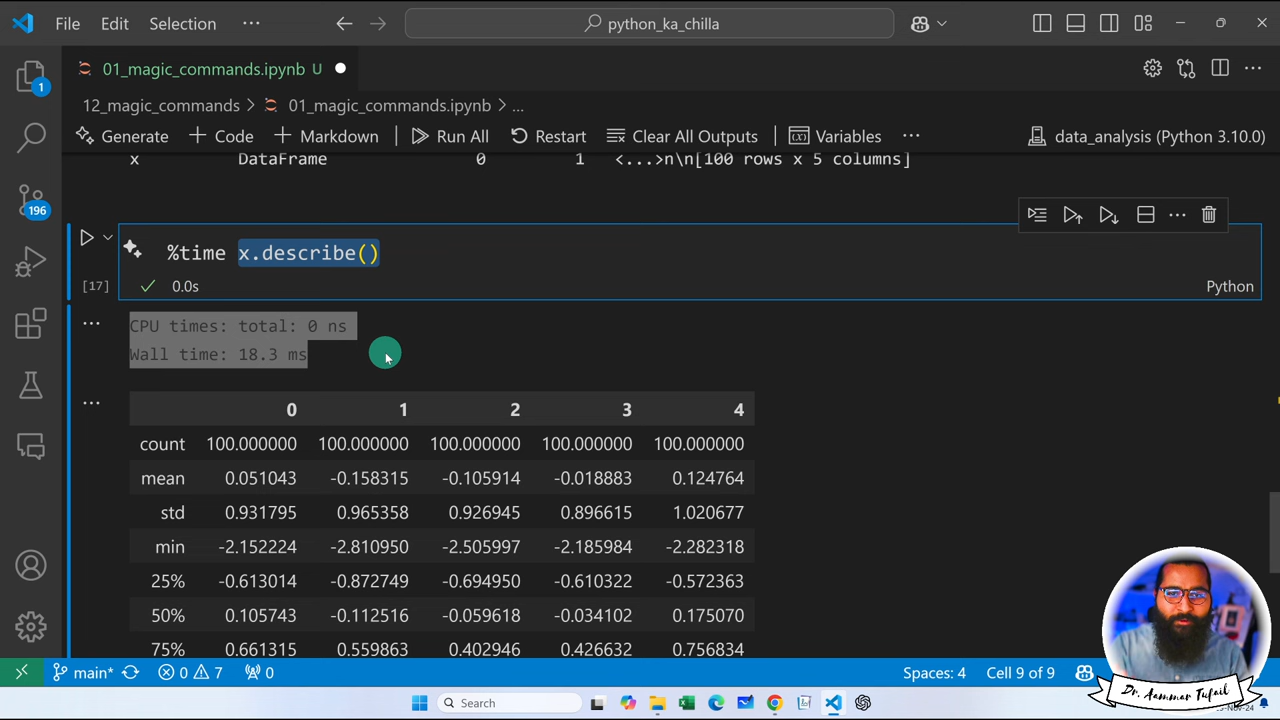 File Edit Selection ··· python_ka_chilla
1
01_magic_commands.ipynb U
12_magic_commands > 01_magic_commands.ipynb > ...
Generate + Code + Markdown Run All Restart Clear All Outputs Variables ··· data_analysis (Python 3.10.0)
x DataFrame 0 1 <...>n\n[100 rows x 5 columns]
196
%time x.describe()
[17] 0.0s Python
CPU times: total: 0 ns
Wall time: 18.3 ms
0 1 2 3 4
count 100.000000 100.000000 100.000000 100.000000 100.000000
mean 0.051043 -0.158315 -0.105914 -0.018883 0.124764
std 0.931795 0.965358 0.926945 0.896615 1.020677
min -2.152224 -2.810950 -2.505997 -2.185984 -2.282318
25% -0.613014 -0.872749 -0.694950 -0.610322 -0.572363
50% 0.105743 -0.112516 -0.059618 -0.034102 0.175070
75% 0.661315 0.559863 0.402946 0.426632 0.756834
main* 0 7 0 Spaces: 4 Cell 9 of 9
Dr. Aammar Tufail
Search